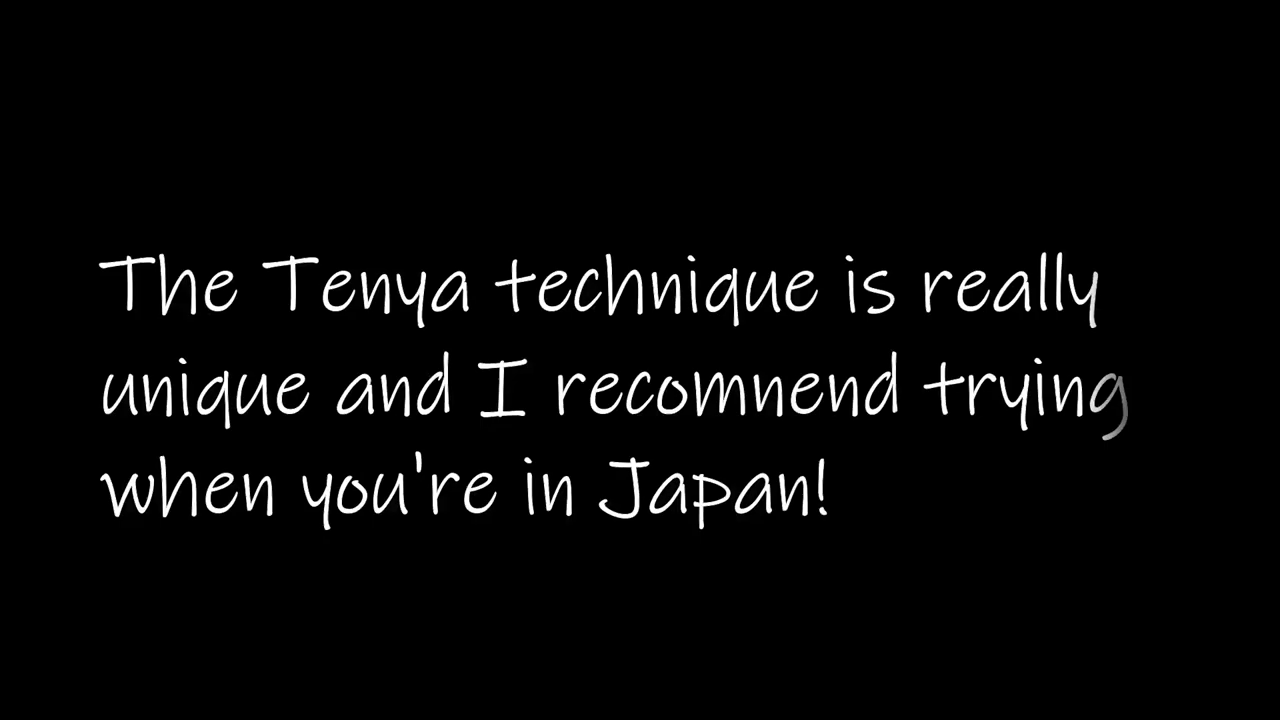 The Tenya technique is really
unique and I recomnend trying
when you're in Japan!